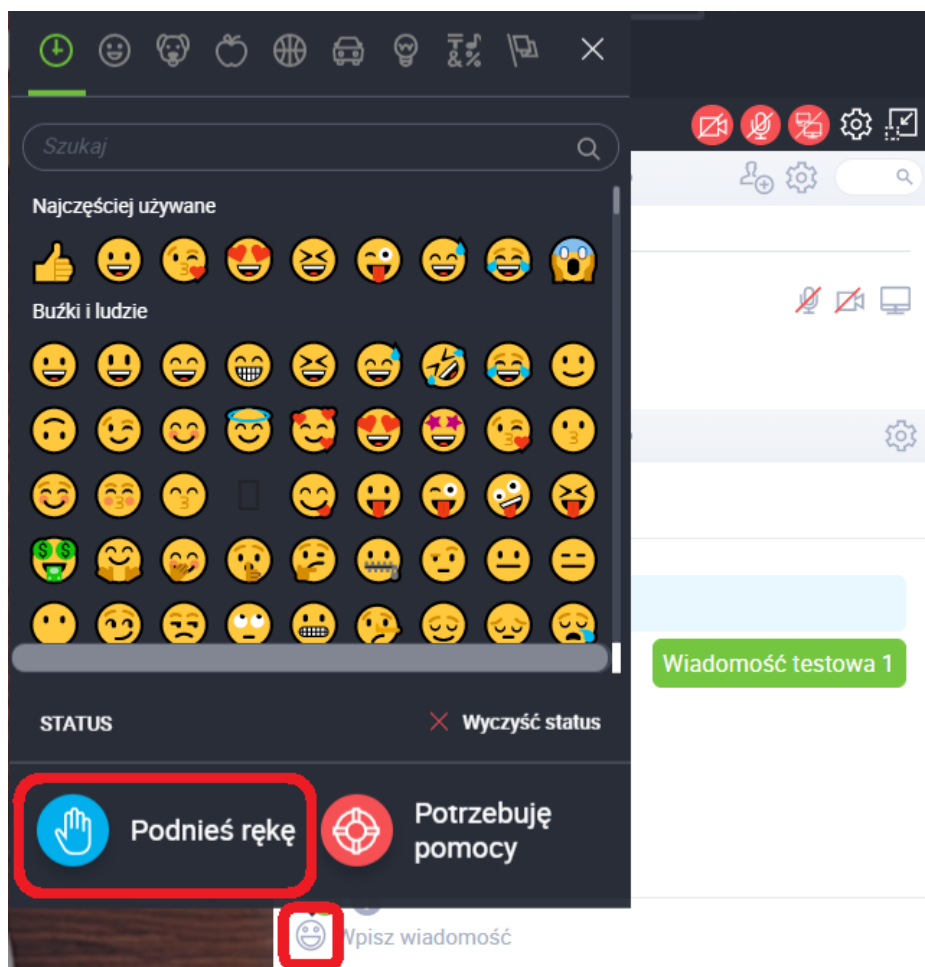 Szukaj
Najczęściej używane
Buźki i ludzie
Wiadomość testowa 1
STATUS
Wyczyść status
Podnieś rękę
Potrzebuję
pomocy
Wpisz wiadomość